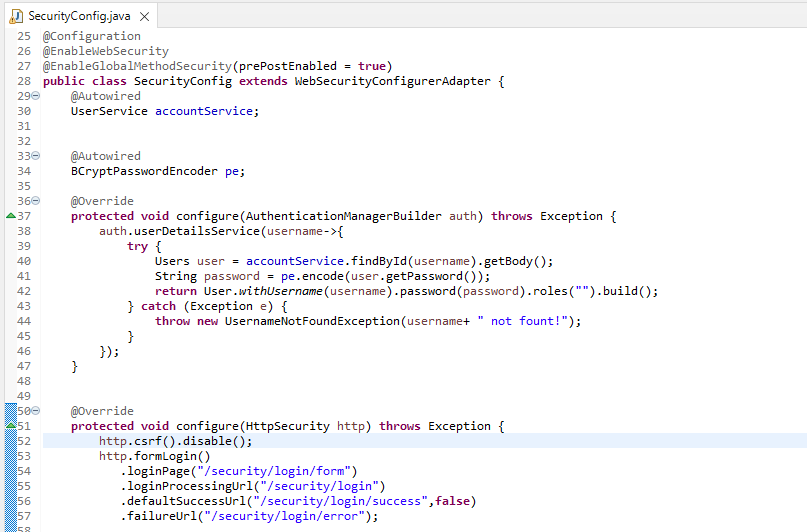 SecurityConfig.java
25 @Configuration
26 @EnableWebSecurity
27 @EnableGlobalMethodSecurity(prePostEnabled = true)
28 public class SecurityConfig extends WebSecurityConfigurerAdapter {
29 @Autowired
30 UserService accountService;
31
32
33 @Autowired
34 BCryptPasswordEncoder pe;
35
36 @Override
37 protected void configure(AuthenticationManagerBuilder auth) throws Exception {
38 auth.userDetailsService(username->{
39 try {
40 Users user = accountService.findById(username).getBody();
41 String password = pe.encode(user.getPassword());
42 return User.withUsername(username).password(password).roles("").build();
43 } catch (Exception e) {
44 throw new UsernameNotFoundException(username+ " not fount!");
45 }
46 });
47 }
48
49
50 @Override
51 protected void configure(HttpSecurity http) throws Exception {
52 http.csrf().disable();
53 http.formLogin()
54 .loginPage("/security/login/form")
55 .loginProcessingUrl("/security/login")
56 .defaultSuccessUrl("/security/login/success",false)
57 .failureUrl("/security/login/error");
58